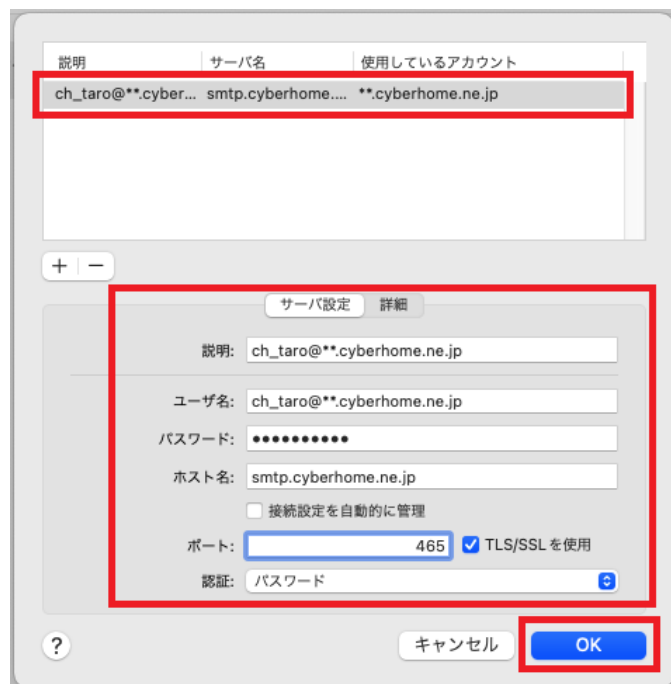 説明 サーバ名 使用しているアカウント
ch_taro@**.cyber... smtp.cyberhome.... **.cyberhome.ne.jp
+ −
サーバ設定 詳細
説明: ch_taro@**.cyberhome.ne.jp
ユーザ名: ch_taro@**.cyberhome.ne.jp
パスワード: ●●●●●●●●●●
ホスト名: smtp.cyberhome.ne.jp
接続設定を自動的に管理
ポート: 465 TLS/SSLを使用
認証: パスワード
? キャンセル OK